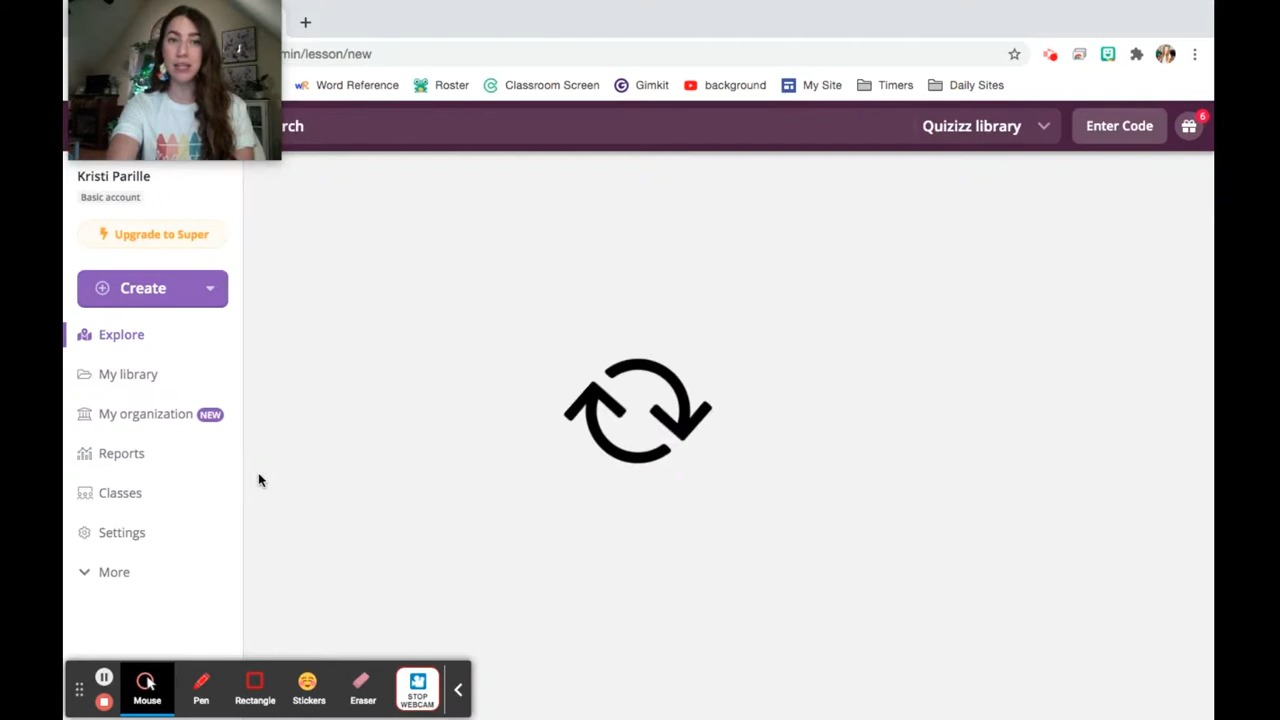 min/lesson/new
Word Reference Roster Classroom Screen Gimkit background My Site Timers Daily Sites
rch Quizizz library Enter Code 6
Kristi Parille
Basic account
Upgrade to Super
Create
Explore
My library
My organization NEW
Reports
Classes
Settings
More
Mouse Pen Rectangle Stickers Eraser STOP
WEBCAM